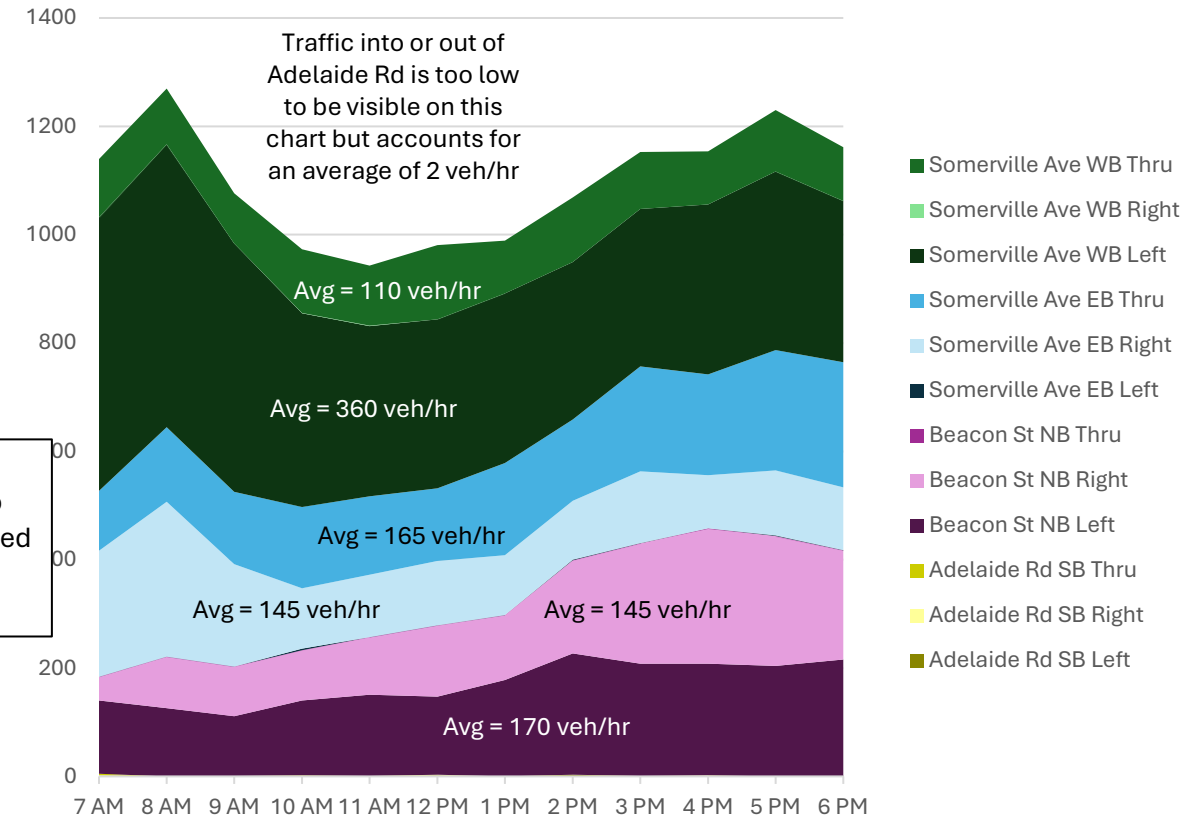 1400
Traffic into or out of
Adelaide Rd is too low
to be visible on this
chart but accounts for
an average of 2 veh/hr
1200
1000
800
00
ed
00
200
0
Avg = 110 veh/hr
Avg = 360 veh/hr
Avg = 165 veh/hr
Avg = 145 veh/hr
Avg = 145 veh/hr
Avg = 170 veh/hr
7 AM 8 AM 9 AM 10 AM 11 AM 12 PM 1 PM 2 PM 3 PM 4 PM 5 PM 6 PM
Somerville Ave WB Thru
Somerville Ave WB Right
Somerville Ave WB Left
Somerville Ave EB Thru
Somerville Ave EB Right
Somerville Ave EB Left
Beacon St NB Thru
Beacon St NB Right
Beacon St NB Left
Adelaide Rd SB Thru
Adelaide Rd SB Right
Adelaide Rd SB Left